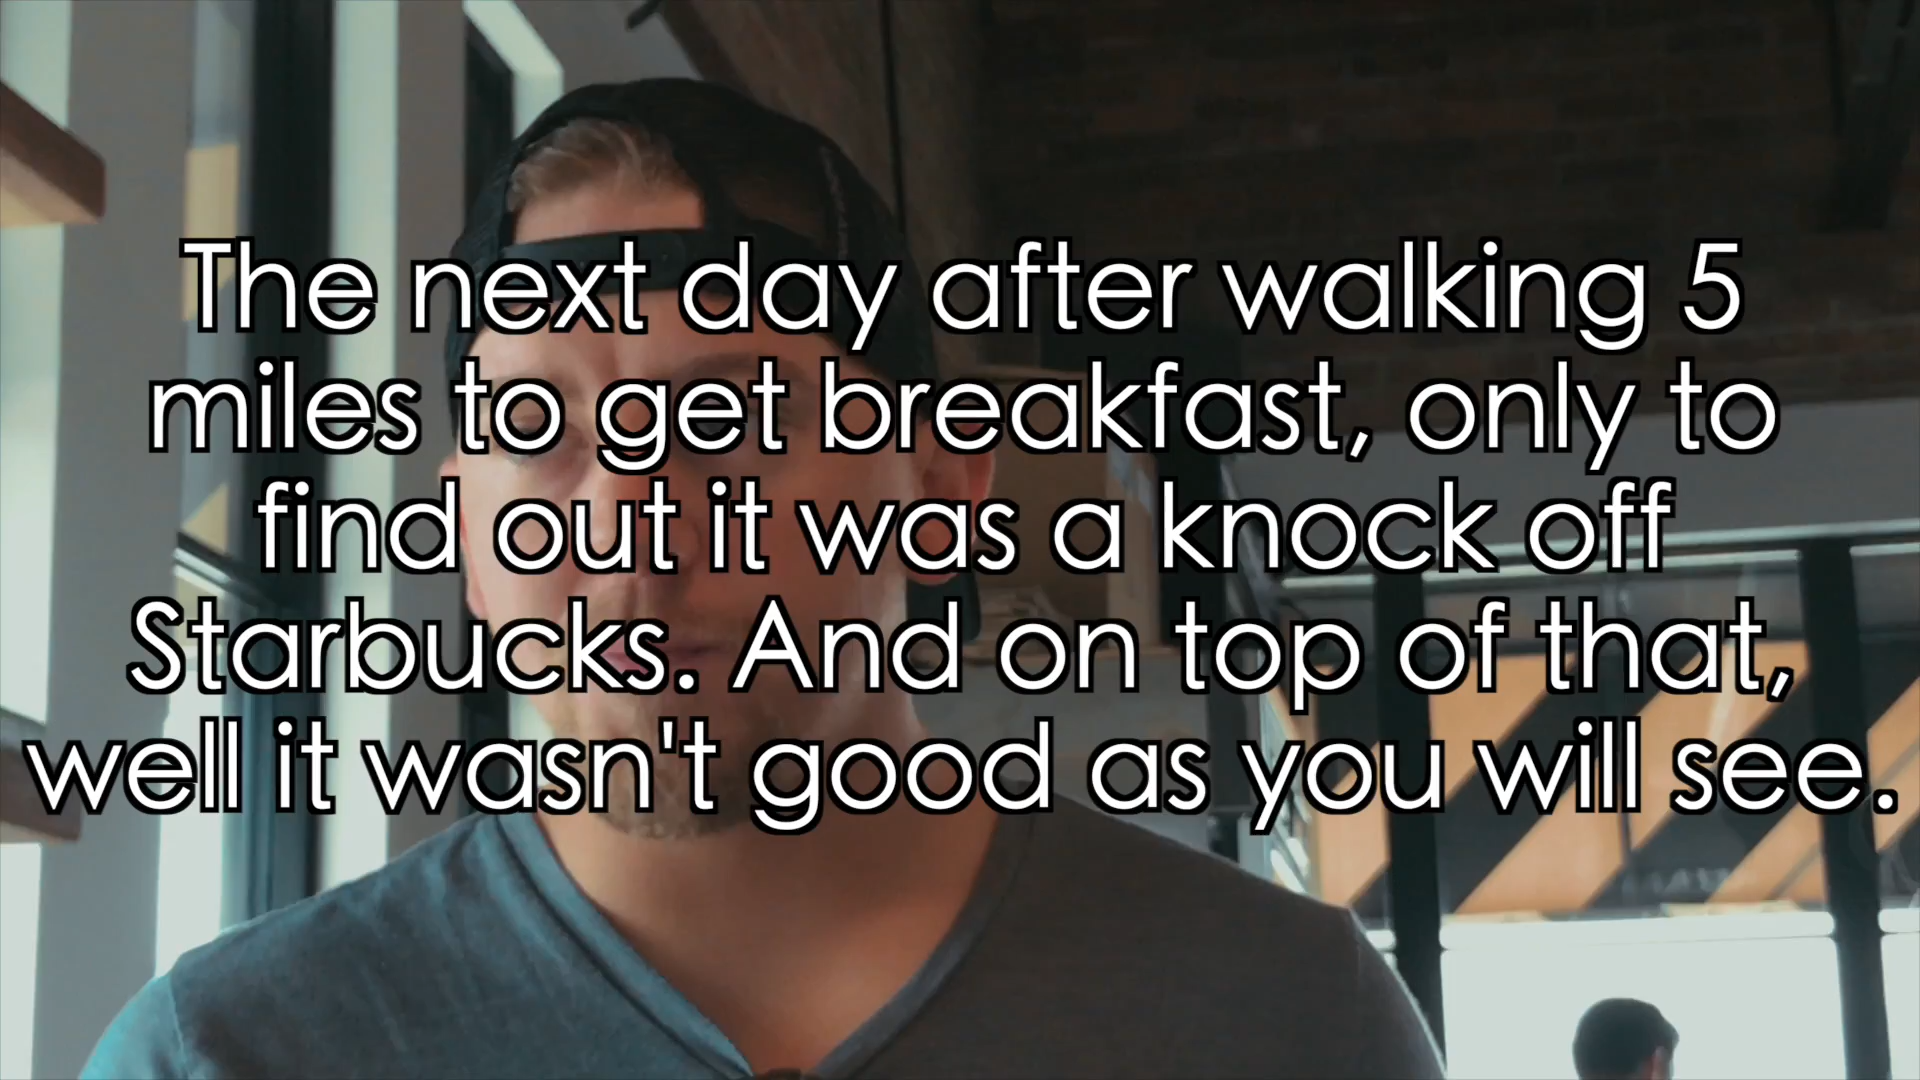 The next day after walking 5
miles to get breakfast, only to
find out it was a knock off
Starbucks. And on top of that,
well it wasn't good as you will see.